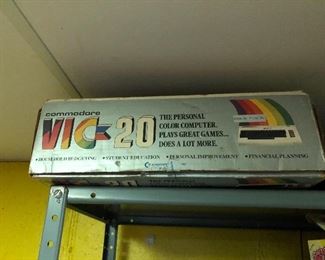 commodore
VIC-20
THE PERSONAL
COLOR COMPUTER.
PLAYS GREAT GAMES...
DOES A LOT MORE.
• HOUSEHOLD BUDGETING • STUDENT EDUCATION • PERSONAL IMPROVEMENT • FINANCIAL PLANNING
20